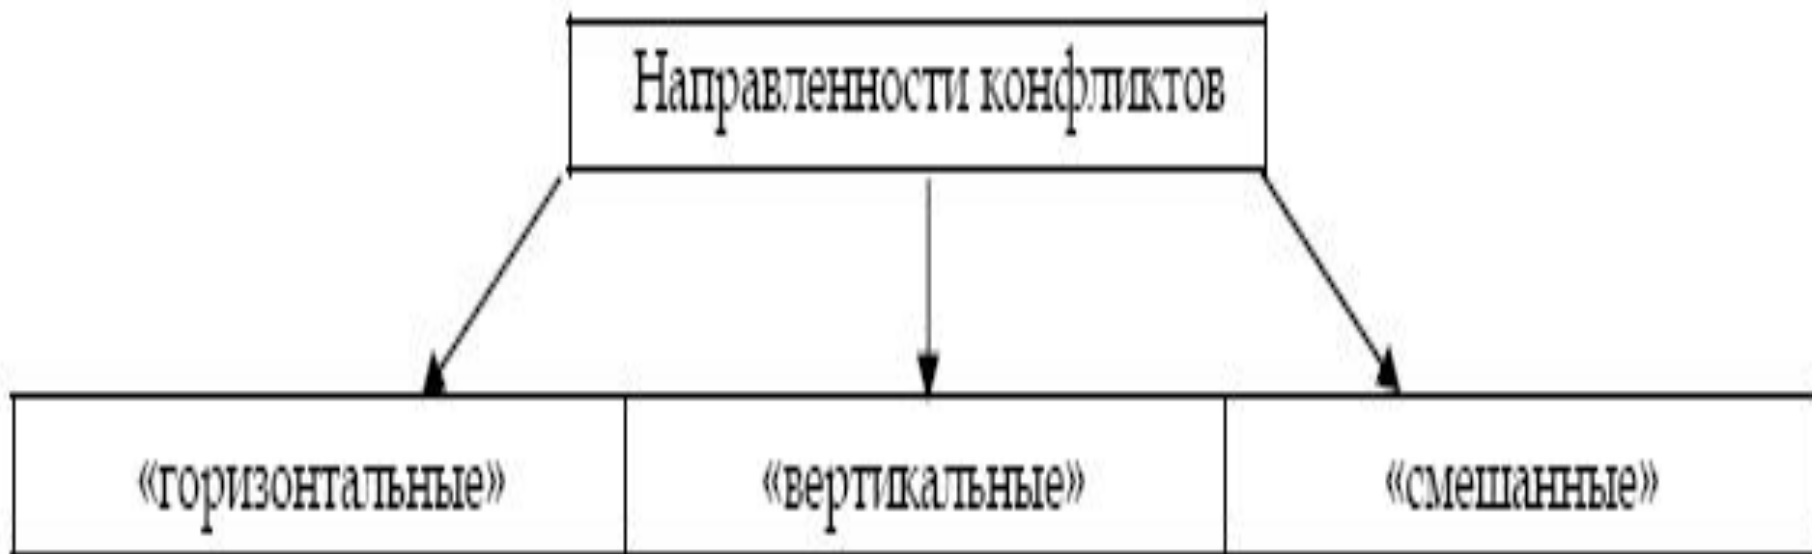 Направленности конфликтов
«горизонтальные»
«вертикальные»
«смешанные»